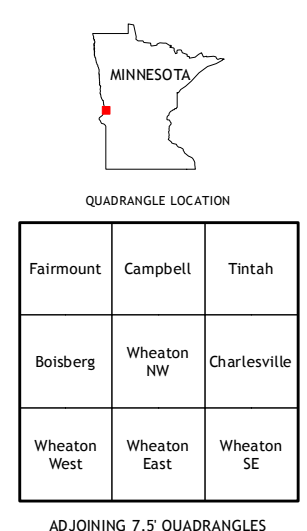 MINNESOTA
QUADRANGLE LOCATION
Fairmount
Campbell
Tintah
Boisberg
Wheaton
NW
Charlesville
Wheaton
West
Wheaton
East
Wheaton
SE
ADJOINING 7.5' QUADRANGLES